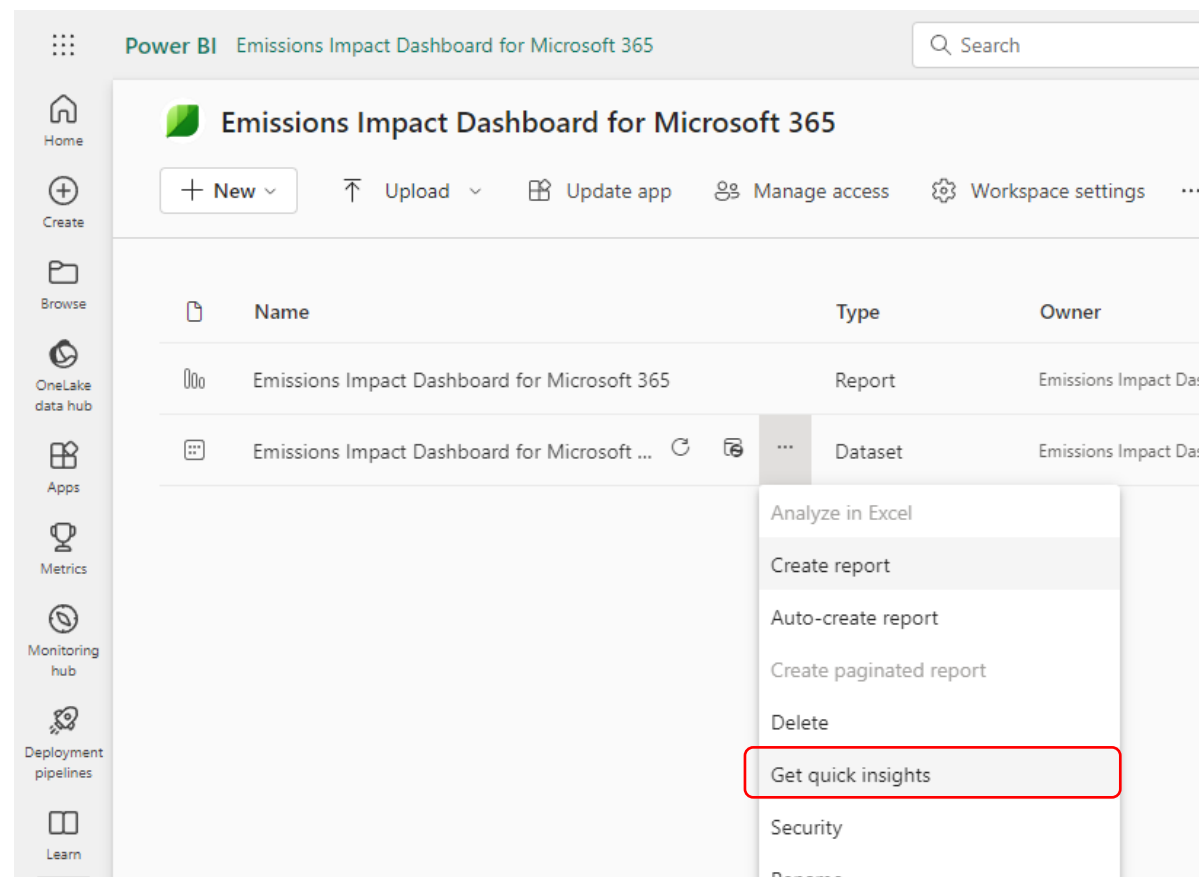 Power BI Emissions Impact Dashboard for Microsoft 365
Search
Home
Create
Browse
OneLake
data hub
Apps
Metrics
Monitoring
hub
Deployment
pipelines
Learn
Emissions Impact Dashboard for Microsoft 365
New
Upload
Update app
Manage access
Workspace settings
...
Name Type Owner
Emissions Impact Dashboard for Microsoft 365 Report Emissions Impact Das
Emissions Impact Dashboard for Microsoft ... ... Dataset Emissions Impact Das
Analyze in Excel
Create report
Auto-create report
Create paginated report
Delete
Get quick insights
Security